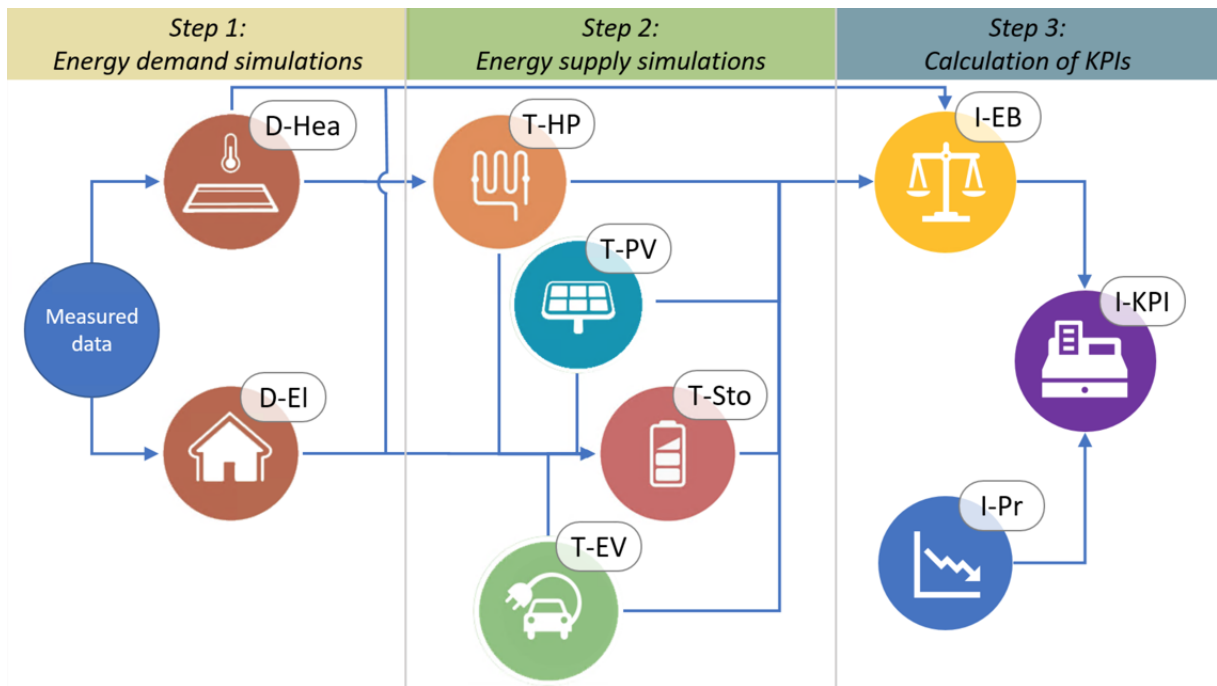 Step 1:
Energy demand simulations
Step 2:
Energy supply simulations
Step 3:
Calculation of KPIs
D-Hea
T-HP
I-EB
T-PV
Measured
data
I-KPI
D-El
T-Sto
I-Pr
T-EV